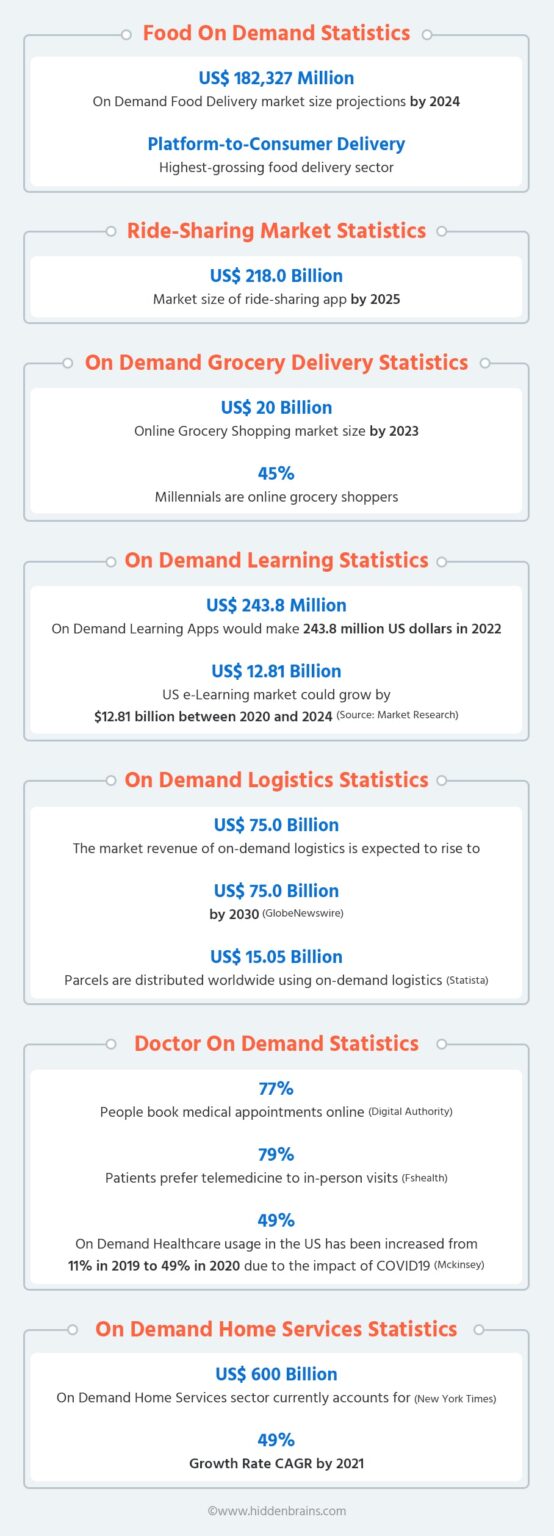 Food On Demand Statistics
US$ 182,327 Million
On Demand Food Delivery market size projections by 2024
Platform-to-Consumer Delivery
Highest-grossing food delivery sector
Ride-Sharing Market Statistics
US$ 218.0 Billion
Market size of ride-sharing app by 2025
On Demand Grocery Delivery Statistics
US$ 20 Billion
Online Grocery Shopping market size by 2023
45%
Millennials are online grocery shoppers
On Demand Learning Statistics
US$ 243.8 Million
On Demand Learning Apps would make 243.8 million US dollars in 2022
US$ 12.81 Billion
US e-Learning market could grow by
$12.81 billion between 2020 and 2024 (Source: Market Research)
On Demand Logistics Statistics
US$ 75.0 Billion
The market revenue of on-demand logistics is expected to rise to
US$ 75.0 Billion
by 2030 (GlobeNewswire)
US$ 15.05 Billion
Parcels are distributed worldwide using on-demand logistics (Statista)
Doctor On Demand Statistics
77%
People book medical appointments online (Digital Authority)
79%
Patients prefer telemedicine to in-person visits (Fshealth)
49%
On Demand Healthcare usage in the US has been increased from
11% in 2019 to 49% in 2020 due to the impact of COVID19 (Mckinsey)
On Demand Home Services Statistics
US$ 600 Billion
On Demand Home Services sector currently accounts for (New York Times)
49%
Growth Rate CAGR by 2021
©www.hiddenbrains.com